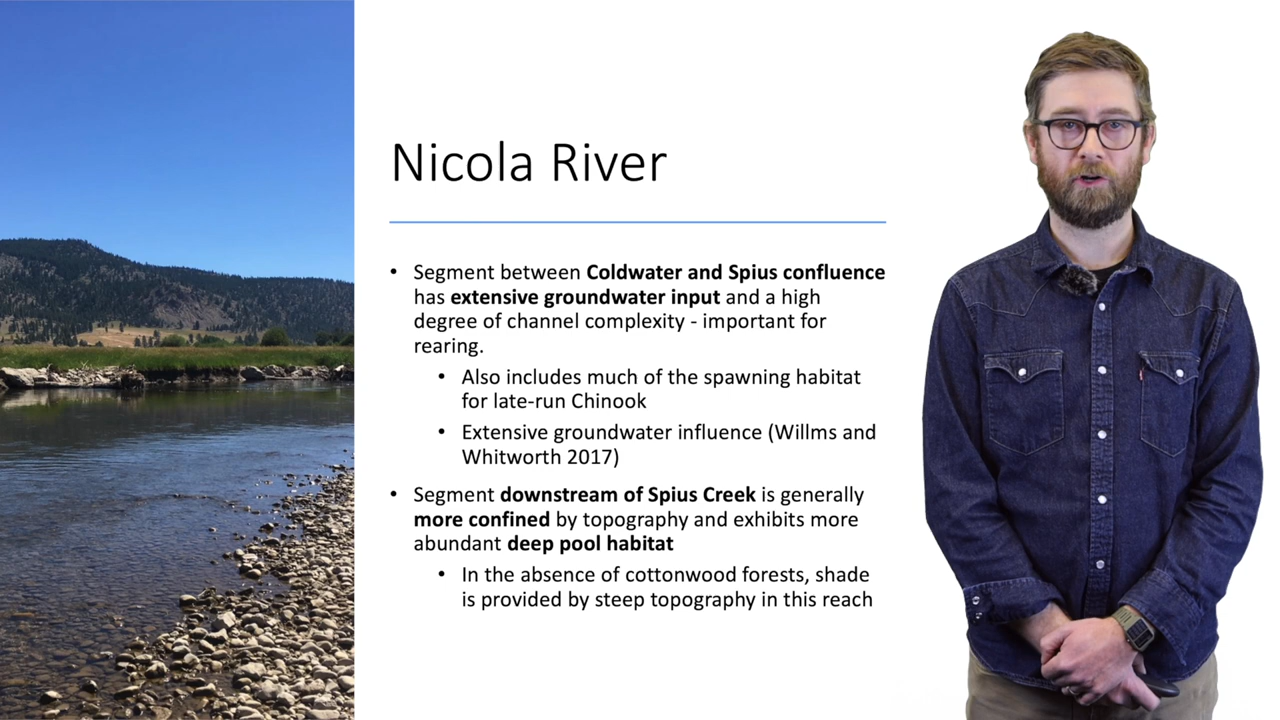 Nicola River
• Segment between Coldwater and Spius confluence
has extensive groundwater input and a high
degree of channel complexity - important for
rearing.
• Also includes much of the spawning habitat
for late-run Chinook
• Extensive groundwater influence (Willms and
Whitworth 2017)
• Segment downstream of Spius Creek is generally
more confined by topography and exhibits more
abundant deep pool habitat
• In the absence of cottonwood forests, shade
is provided by steep topography in this reach